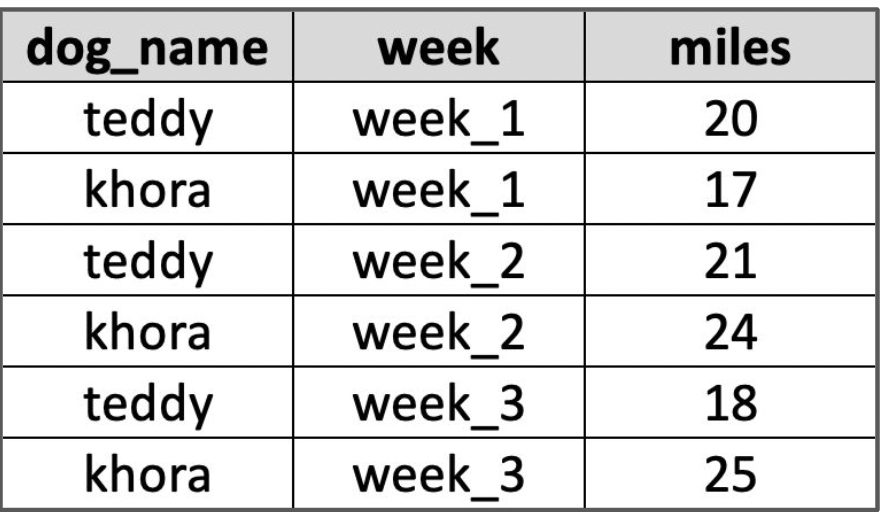 dog_name week miles
teddy week_1 20
khora week_1 17
teddy week_2 21
khora week_2 24
teddy week_3 18
khora week_3 25